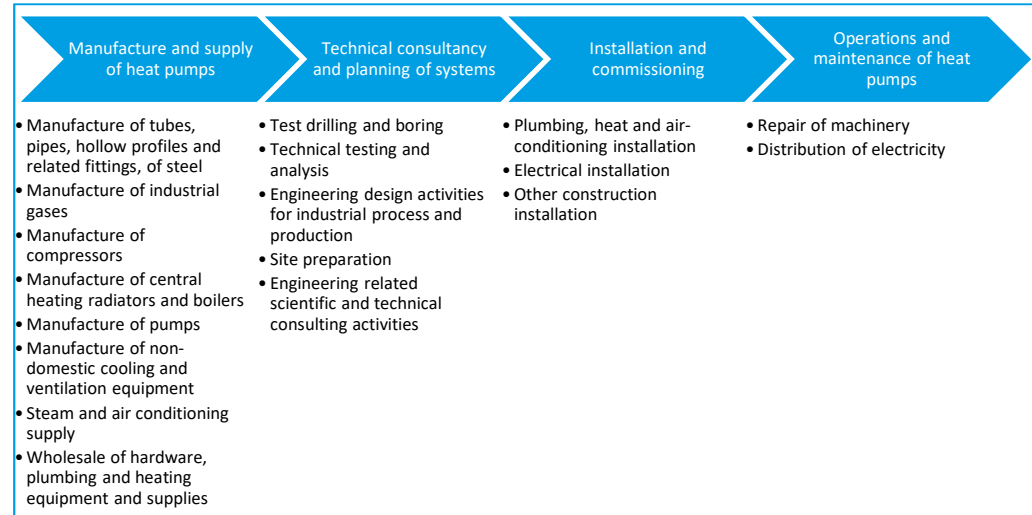 Manufacture and supply
of heat pumps
Technical consultancy
and planning of systems
Installation and
commissioning
Operations and
maintenance of heat
pumps
• Manufacture of tubes,
pipes, hollow profiles and
related fittings, of steel
• Manufacture of industrial
gases
• Manufacture of
compressors
• Manufacture of central
heating radiators and boilers
• Manufacture of pumps
• Manufacture of non-
domestic cooling and
ventilation equipment
• Steam and air conditioning
supply
• Wholesale of hardware,
plumbing and heating
equipment and supplies
• Test drilling and boring
• Technical testing and
analysis
• Engineering design activities
for industrial process and
production
• Site preparation
• Engineering related
scientific and technical
consulting activities
• Plumbing, heat and air-
conditioning installation
• Electrical installation
• Other construction
installation
• Repair of machinery
• Distribution of electricity